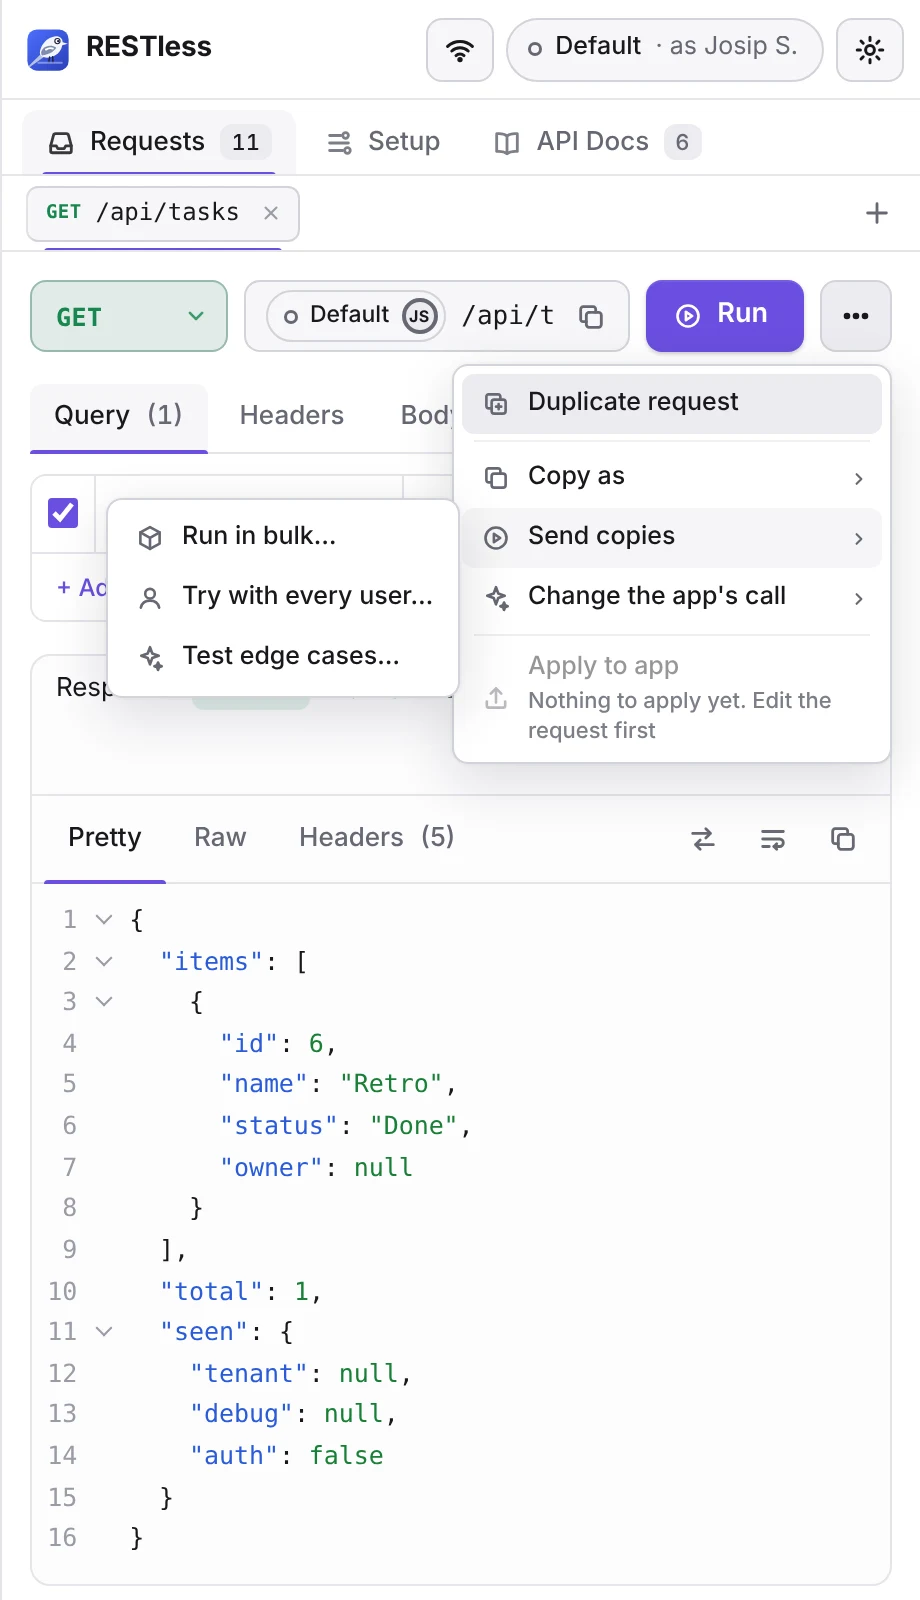 RESTless
Default · as Josip S.
Requests 11
Setup
API Docs 6
GET /api/tasks
GET
Default JS /api/t
Run
Query (1)
Headers
Duplicate request
Copy as
Send copies
Change the app's call
Apply to app
Nothing to apply yet. Edit the
request first
Run in bulk...
Try with every user...
Test edge cases...
Pretty
Raw
Headers (5)
1 {
2 "items": [
3 {
4 "id": 6,
5 "name": "Retro",
6 "status": "Done",
7 "owner": null
8 }
9 ],
10 "total": 1,
11 "seen": {
12 "tenant": null,
13 "debug": null,
14 "auth": false
15 }
16 }